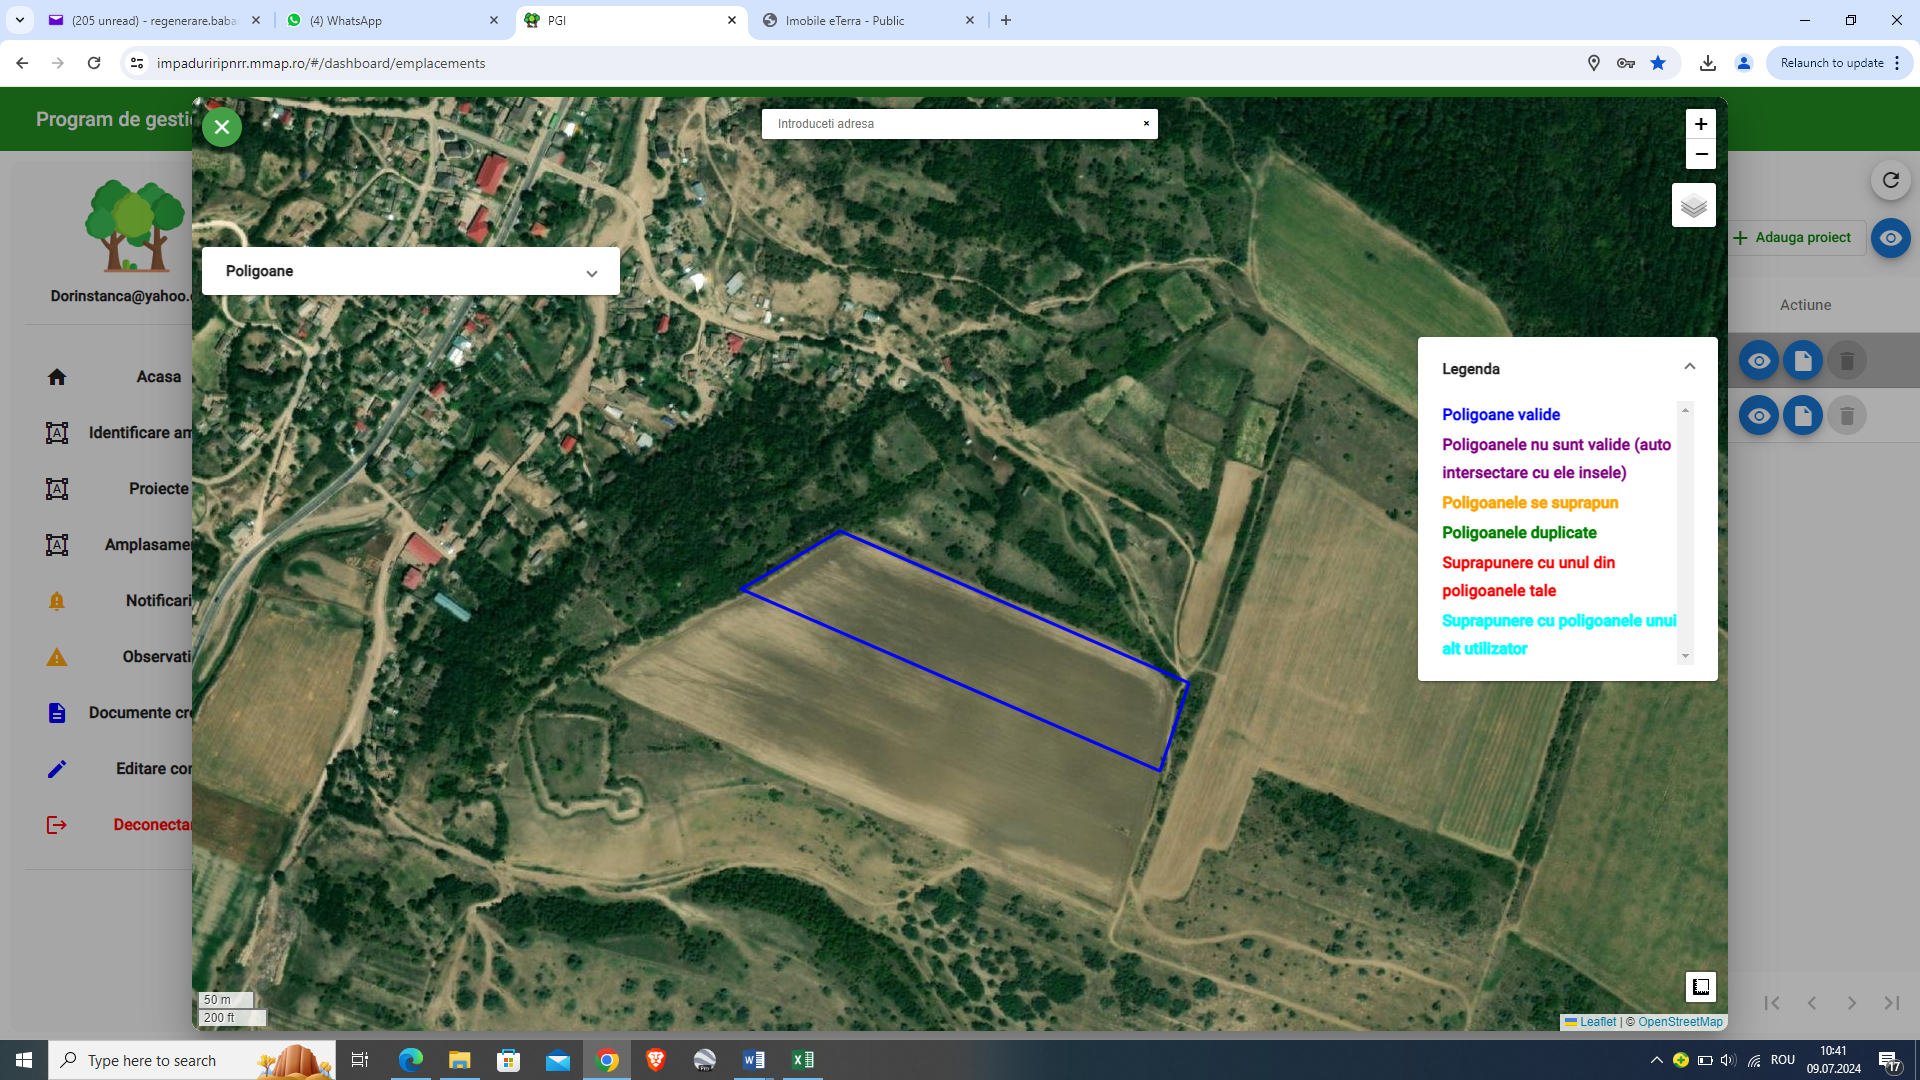 (205 unread) - regenerare.baba
(4) WhatsApp
PGI
Imobile eTerra - Public
impaduriripnrr.mmap.ro/#/dashboard/emplacements
Relaunch to update
Program de gesti
Introduceti adresa
×
+
−
Adauga proiect
Poligoane
Dorinstanca@yahoo.
Actiune
Acasa
Identificare am
Proiecte
Amplasame
Notificari
Observati
Documente cre
Editare con
Deconecta
Legenda
Poligoane valide
Poligoanele nu sunt valide (auto
intersectare cu ele insele)
Poligoanele se suprapun
Poligoanele duplicate
Suprapunere cu unul din
poligoanele tale
Suprapunere cu poligoanele unui
alt utilizator
50 m
200 ft
Leaflet | © OpenStreetMap
Type here to search
ROU
10:41
09.07.2024
17